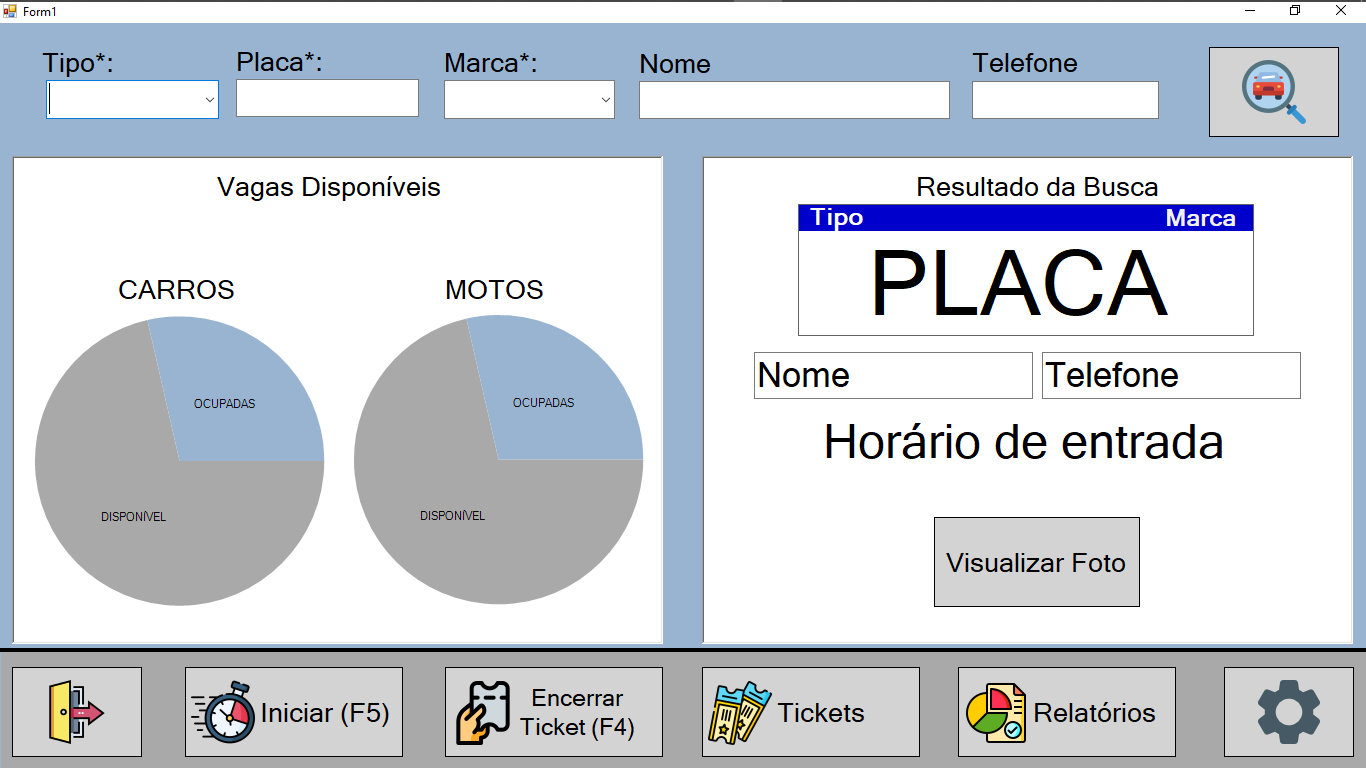 Form1
Tipo*:
Placa*:
Marca*:
Nome
Telefone
Vagas Disponíveis
CARROS
MOTOS
OCUPADAS
DISPONÍVEL
OCUPADAS
DISPONÍVEL
Resultado da Busca
Tipo
Marca
PLACA
Nome
Telefone
Horário de entrada
Visualizar Foto
Iniciar (F5)
Encerrar
Ticket (F4)
Tickets
Relatórios